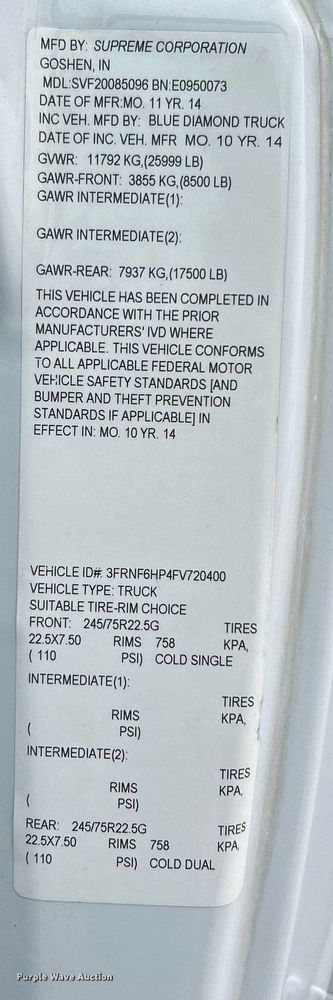 MFD BY: SUPREME CORPORATION
GOSHEN, IN
MDL:SVF20085096 BN:E0950073
DATE OF MFR:MO. 11 YR. 14
INC VEH. MFD BY: BLUE DIAMOND TRUCK
DATE OF INC. VEH. MFR MO. 10 YR. 14
GVWR: 11792 KG,(25999 LB)
GAWR-FRONT: 3855 KG,(8500 LB)
GAWR INTERMEDIATE(1):
GAWR INTERMEDIATE(2):
GAWR-REAR: 7937 KG,(17500 LB)
THIS VEHICLE HAS BEEN COMPLETED IN
ACCORDANCE WITH THE PRIOR
MANUFACTURERS' IVD WHERE
APPLICABLE. THIS VEHICLE CONFORMS
TO ALL APPLICABLE FEDERAL MOTOR
VEHICLE SAFETY STANDARDS [AND
BUMPER AND THEFT PREVENTION
STANDARDS IF APPLICABLE] IN
EFFECT IN: MO. 10 YR. 14
VEHICLE ID#: 3FRNF6HP4FV720400
VEHICLE TYPE: TRUCK
SUITABLE TIRE-RIM CHOICE
FRONT: 245/75R22.5G TIRES
22.5X7.50 RIMS 758 KPA,
( 110 PSI) COLD SINGLE
INTERMEDIATE(1):
TIRES
RIMS KPA,
( PSI)
INTERMEDIATE(2):
TIRES
RIMS KPA,
( PSI)
REAR: 245/75R22.5G TIRES
22.5X7.50 RIMS 758 KPA,
( 110 PSI) COLD DUAL
Purple Wave Auction